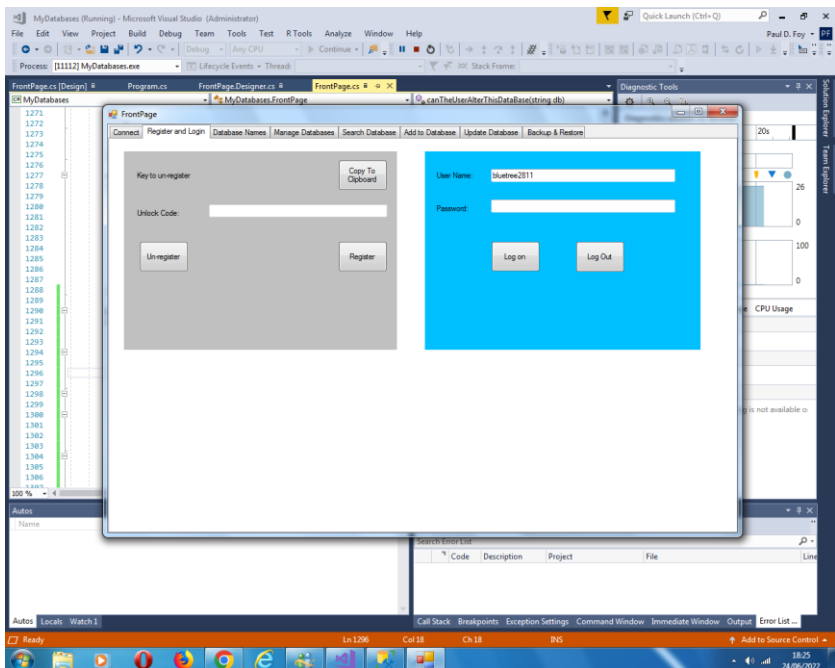 MyDatabases (Running) - Microsoft Visual Studio (Administrator)
Quick Launch (Ctrl+Q)
File Edit View Project Build Debug Team Tools Test R Tools Analyze Window Help
Paul D. Foy PF
Debug Any CPU Continue
Process: [11112] MyDatabases.exe Lifecycle Events Thread: Stack Frame:
FrontPage.cs [Design] Program.cs FrontPage.Designer.cs FrontPage.cs
Diagnostic Tools
MyDatabases MyDatabases.FrontPage canTheUserAlterThisDataBase(string db)
Solution Explorer
Team Explorer
FrontPage
Connect Register and Login Database Names Manage Databases Search Database Add to Database Update Database Backup & Restore
20s
Key to un-register
Copy To
Clipboard
Unlock Code:
Un-register
Register
User Name: bluetree2811
Password:
Log on
Log Out
26
0
100
0
CPU Usage
g is not available o
1271
1272
1273
1274
1275
1276
1277
1278
1279
1280
1281
1282
1283
1284
1285
1286
1287
1288
1289
1290
1291
1292
1293
1294
1295
1296
1297
1298
1299
1300
1301
1302
1303
1304
1305
1306
100 %
Autos
Name
Search Error List
Code Description Project File Line
Autos Locals Watch 1
Call Stack Breakpoints Exception Settings Command Window Immediate Window Output Error List ...
Ready Ln 1296 Col 18 Ch 18 INS Add to Source Control
18:25
24/06/2022